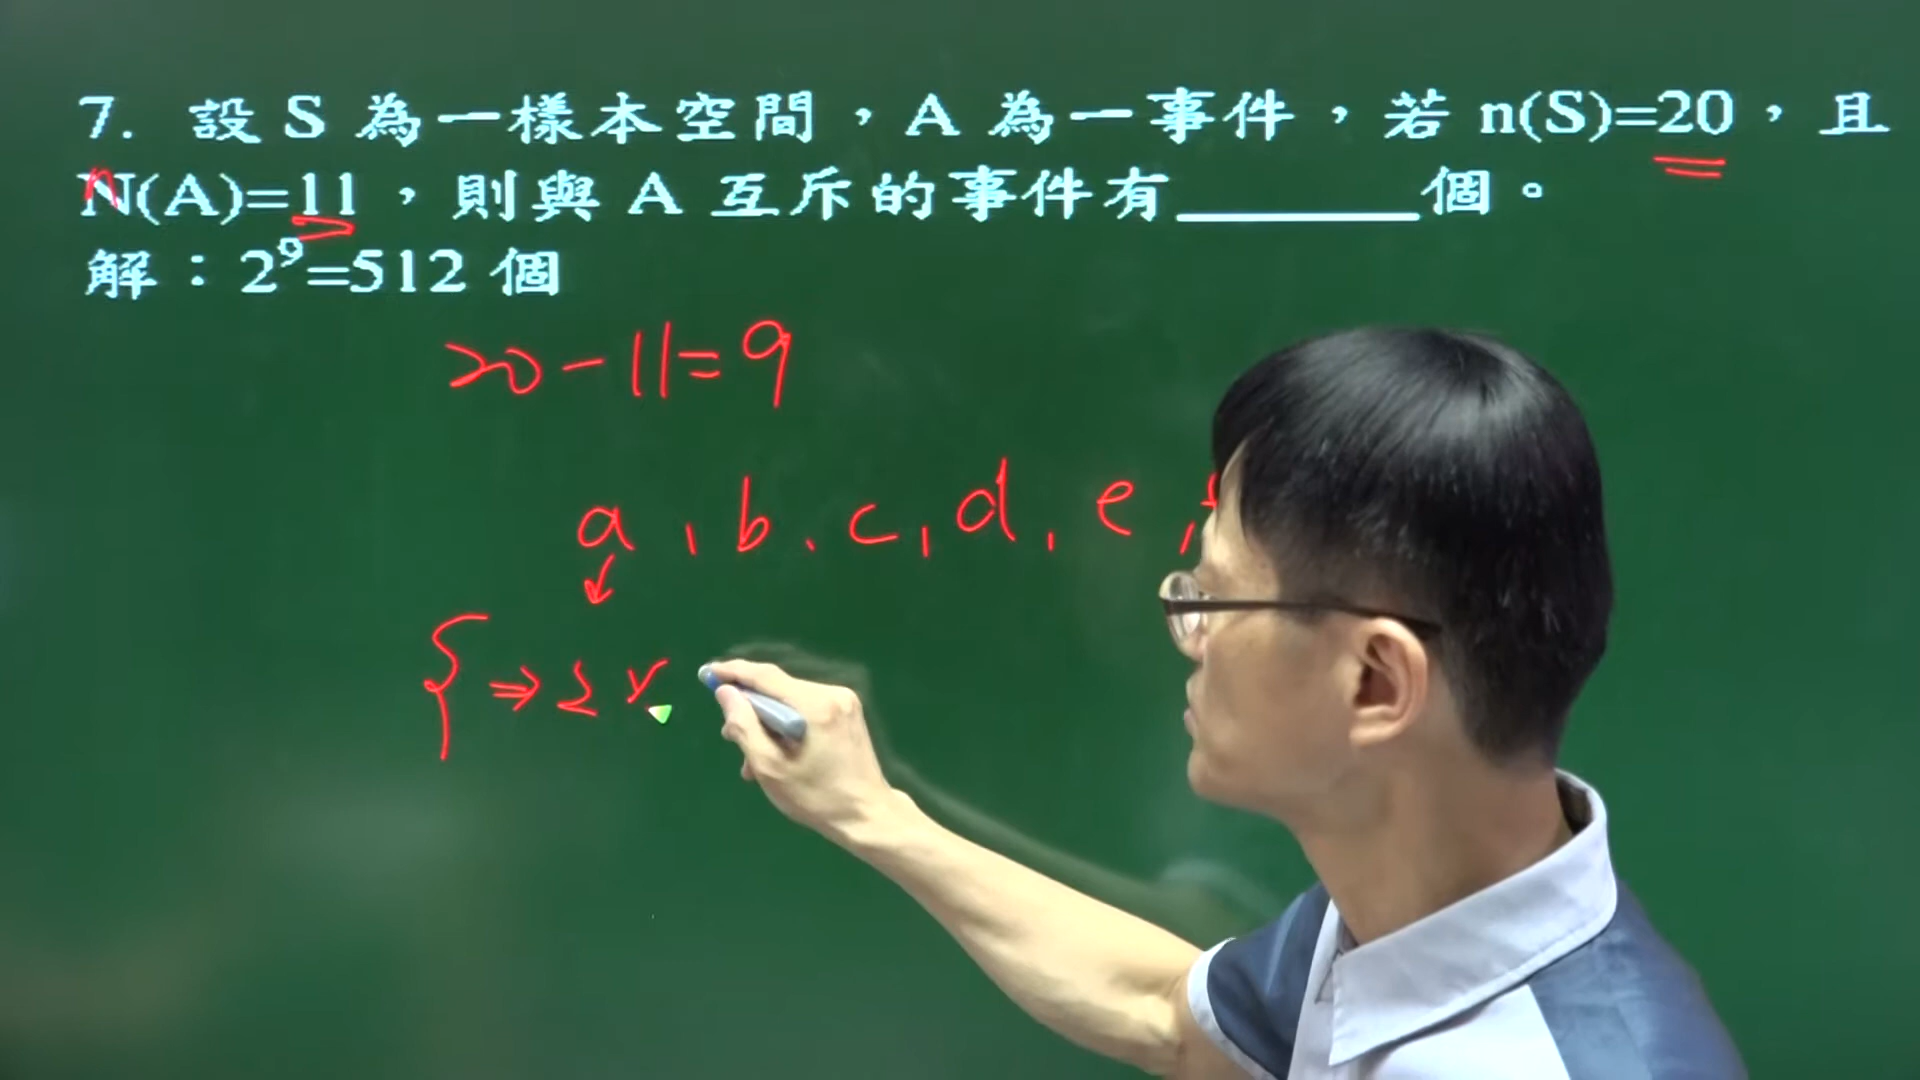 7. 設 S 為一樣本空間，A 為一事件，若 n(S)=20，且
N(A)=11，則與 A 互斥的事件有______個。
n
解：2⁹=512 個
20-11=9
a, b, c, d, e,
{ ⇒ 2 ×